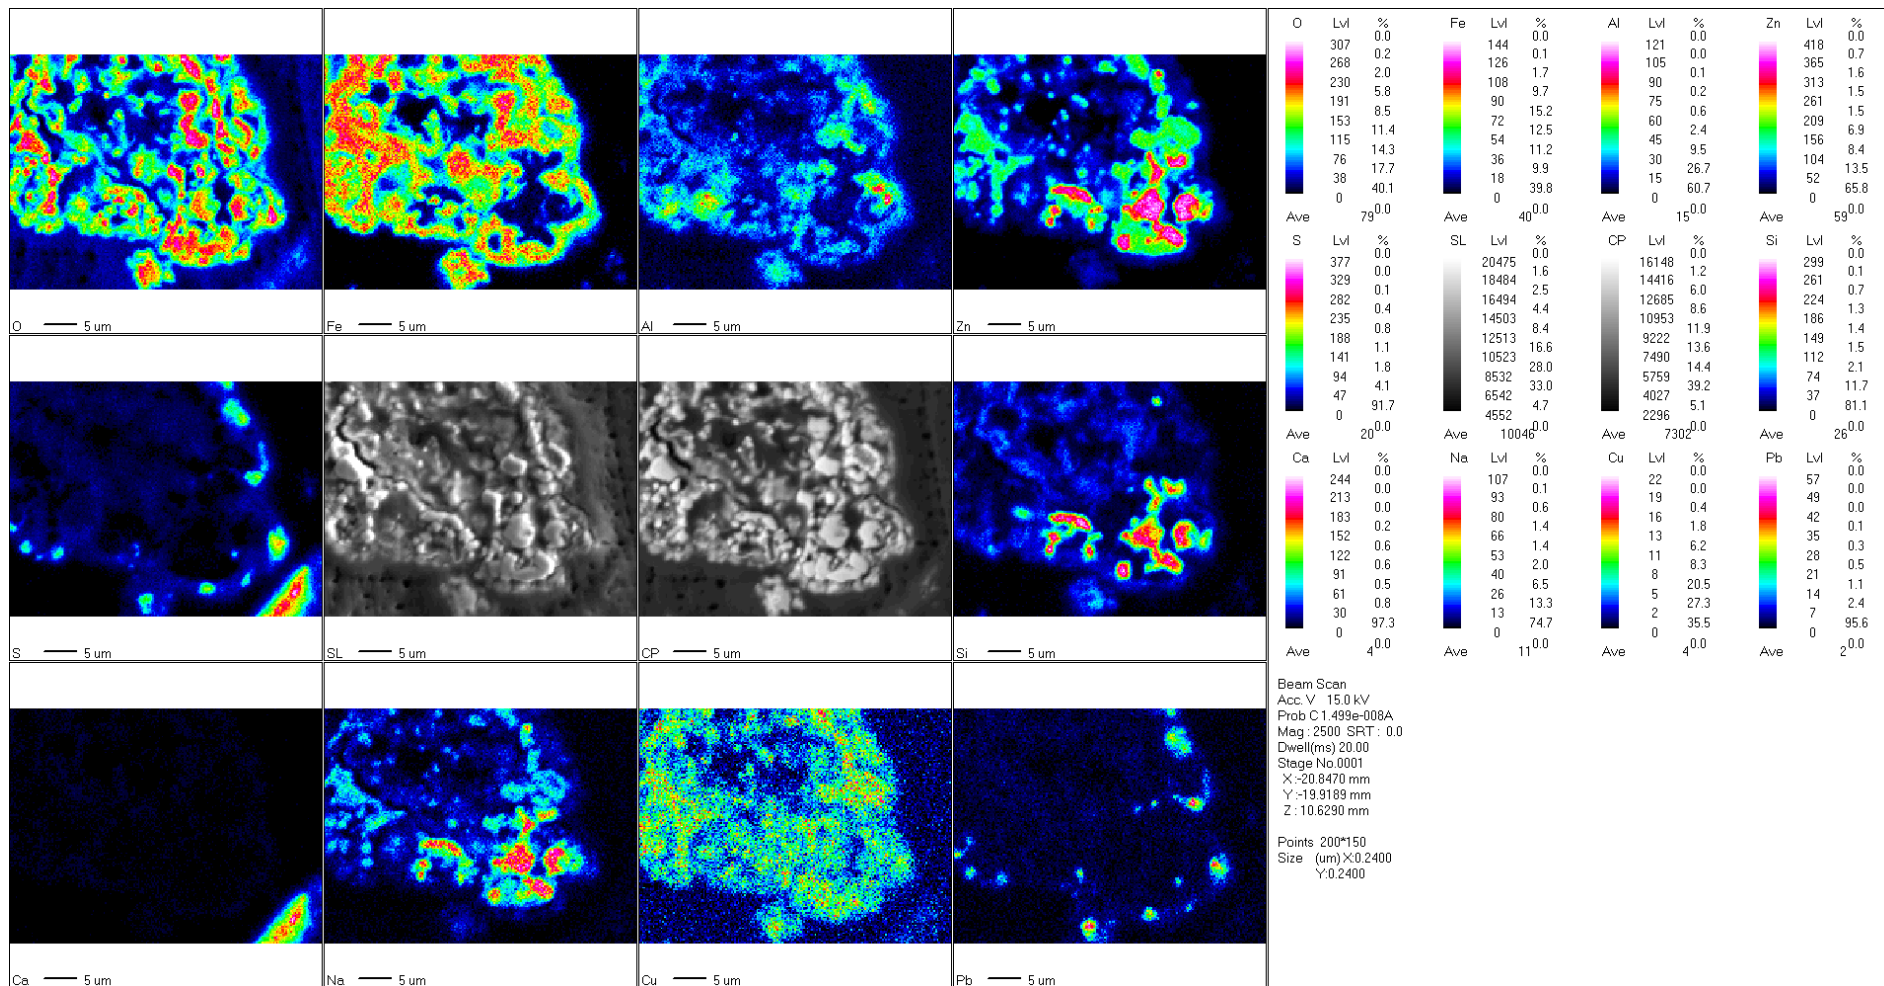 O 5 um
Fe 5 um
Al 5 um
Zn 5 um
S 5 um
SL 5 um
CP 5 um
Si 5 um
Ca 5 um
Na 5 um
Cu 5 um
Pb 5 um
O Lvl % Fe Lvl % Al Lvl % Zn Lvl %
0.0 0.0 0.0 0.0
307 144 121 418
0.2 0.1 0.0 0.7
268 126 105 365
2.0 1.7 0.1 1.6
230 108 90 313
5.8 9.7 0.2 1.5
191 90 75 261
8.5 15.2 0.6 1.5
153 72 60 209
11.4 12.5 2.4 6.9
115 54 45 156
14.3 11.2 9.5 8.4
76 36 30 104
17.7 9.9 26.7 13.5
38 18 15 52
40.1 39.8 60.7 65.8
0 0 0 0
0.0 0.0 0.0 0.0
Ave 79 Ave 40 Ave 15 Ave 59
S Lvl % SL Lvl % CP Lvl % Si Lvl %
0.0 0.0 0.0 0.0
377 20475 16148 299
0.0 1.6 1.2 0.1
329 18484 14416 261
0.1 2.5 6.0 0.7
282 16494 12685 224
0.4 4.4 8.6 1.3
235 14503 10953 186
0.8 8.4 11.9 1.4
188 12513 9222 149
1.1 16.6 13.6 1.5
141 10523 7490 112
1.8 28.0 14.4 2.1
94 8532 5759 74
4.1 33.0 39.2 11.7
47 6542 4027 37
91.7 4.7 5.1 81.1
0 4552 2296 0
0.0 0.0 0.0 0.0
Ave 20 Ave 10046 Ave 7302 Ave 26
Ca Lvl % Na Lvl % Cu Lvl % Pb Lvl %
0.0 0.0 0.0 0.0
244 107 22 57
0.0 0.1 0.3 0.0
213 93 19 49
0.0 0.6 0.4 0.0
183 80 16 42
0.2 1.4 1.8 0.1
152 66 13 35
0.6 1.4 6.2 0.3
122 53 11 28
0.6 2.0 8.3 0.5
91 40 8 21
0.5 6.5 20.5 1.1
61 26 5 14
0.8 13.3 27.3 2.4
30 13 2 7
97.3 74.7 35.5 95.6
0 0 0 0
0.0 0.0 0.0 0.0
Ave 4 Ave 11 Ave 4 Ave 2
Beam Scan
Acc. V 15.0 kV
Prob C 1.499e-008A
Mag : 2500 SRT : 0.0
Dwell(ms) 20.00
Stage No.0001
X :-20.8470 mm
Y :-19.9189 mm
Z : 10.6290 mm
Points 200*150
Size (um) X:0.2400
Y:0.2400